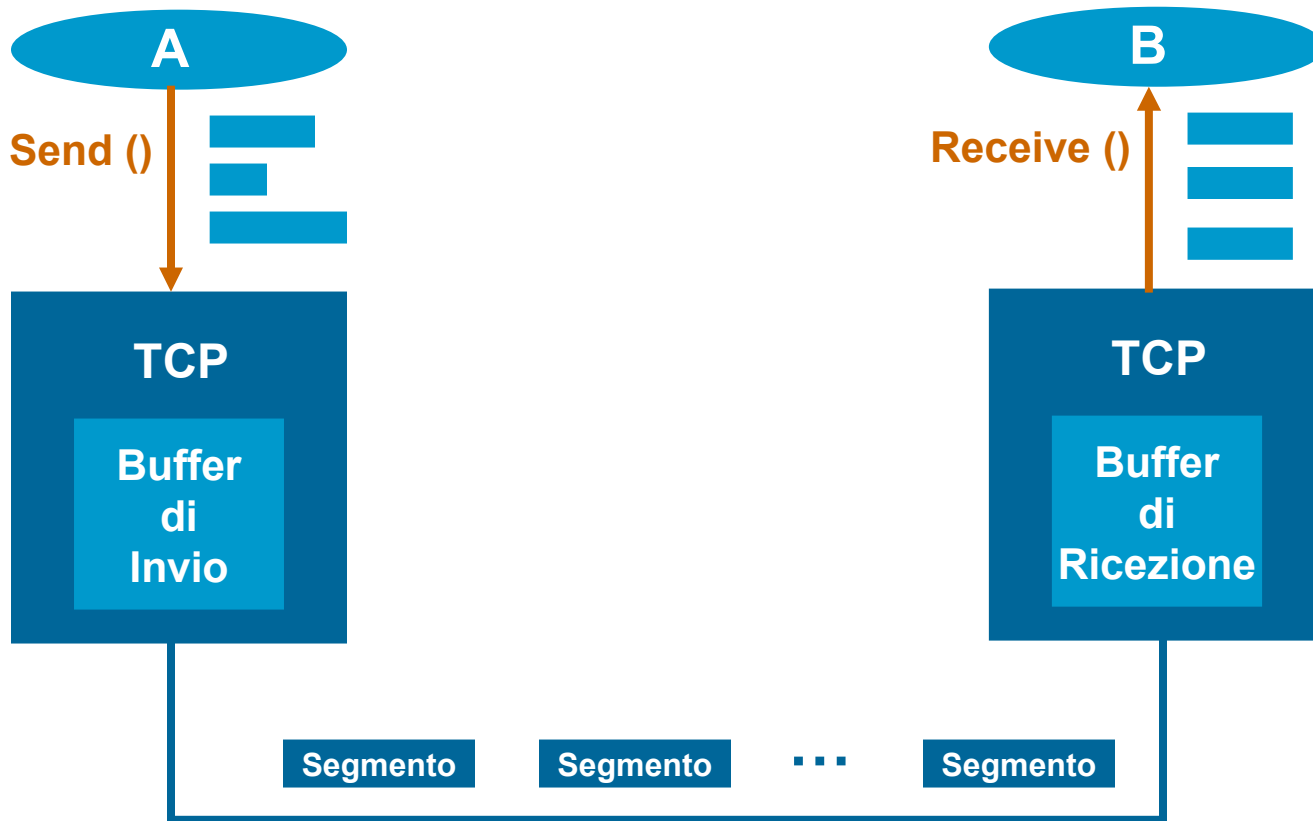 A
B
Send ()
Receive ()
TCP
Buffer
di
Invio
TCP
Buffer
di
Ricezione
Segmento
Segmento
...
Segmento